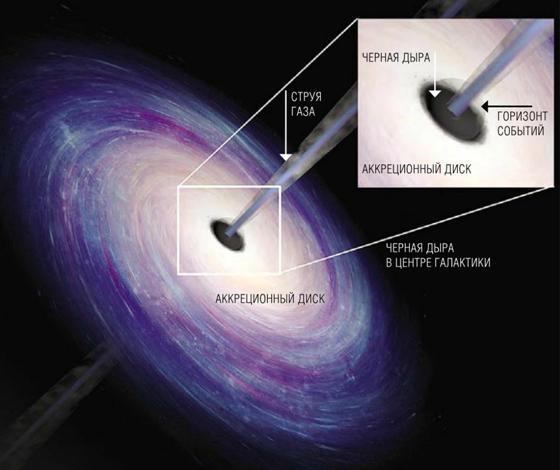 ЧЕРНАЯ ДЫРА
СТРУЯ
ГАЗА
ГОРИЗОНТ
СОБЫТИЙ
АККРЕЦИОННЫЙ ДИСК
ЧЕРНАЯ ДЫРА
В ЦЕНТРЕ ГАЛАКТИКИ
АККРЕЦИОННЫЙ ДИСК